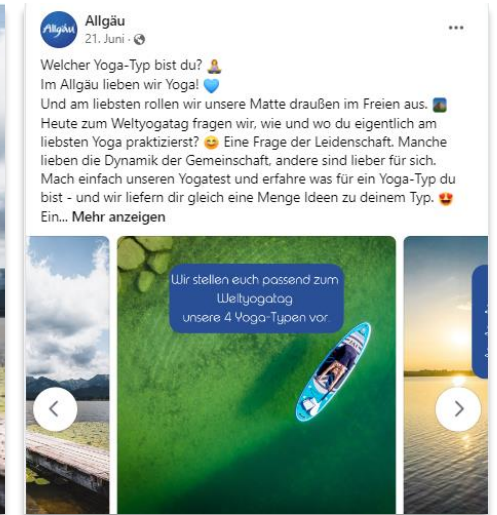 Allgäu
Allgäu
21. Juni ·
Welcher Yoga-Typ bist du?
Im Allgäu lieben wir Yoga!
Und am liebsten rollen wir unsere Matte draußen im Freien aus.
Heute zum Weltyogatag fragen wir, wie und wo du eigentlich am
liebsten Yoga praktizierst? 😊 Eine Frage der Leidenschaft. Manche
lieben die Dynamik der Gemeinschaft, andere sind lieber für sich.
Mach einfach unseren Yogatest und erfahre was für ein Yoga-Typ du
bist - und wir liefern dir gleich eine Menge Ideen zu deinem Typ. 😍
Ein... Mehr anzeigen
Wir stellen euch passend zum
Weltyogatag
unsere 4 Yoga-Typen vor.